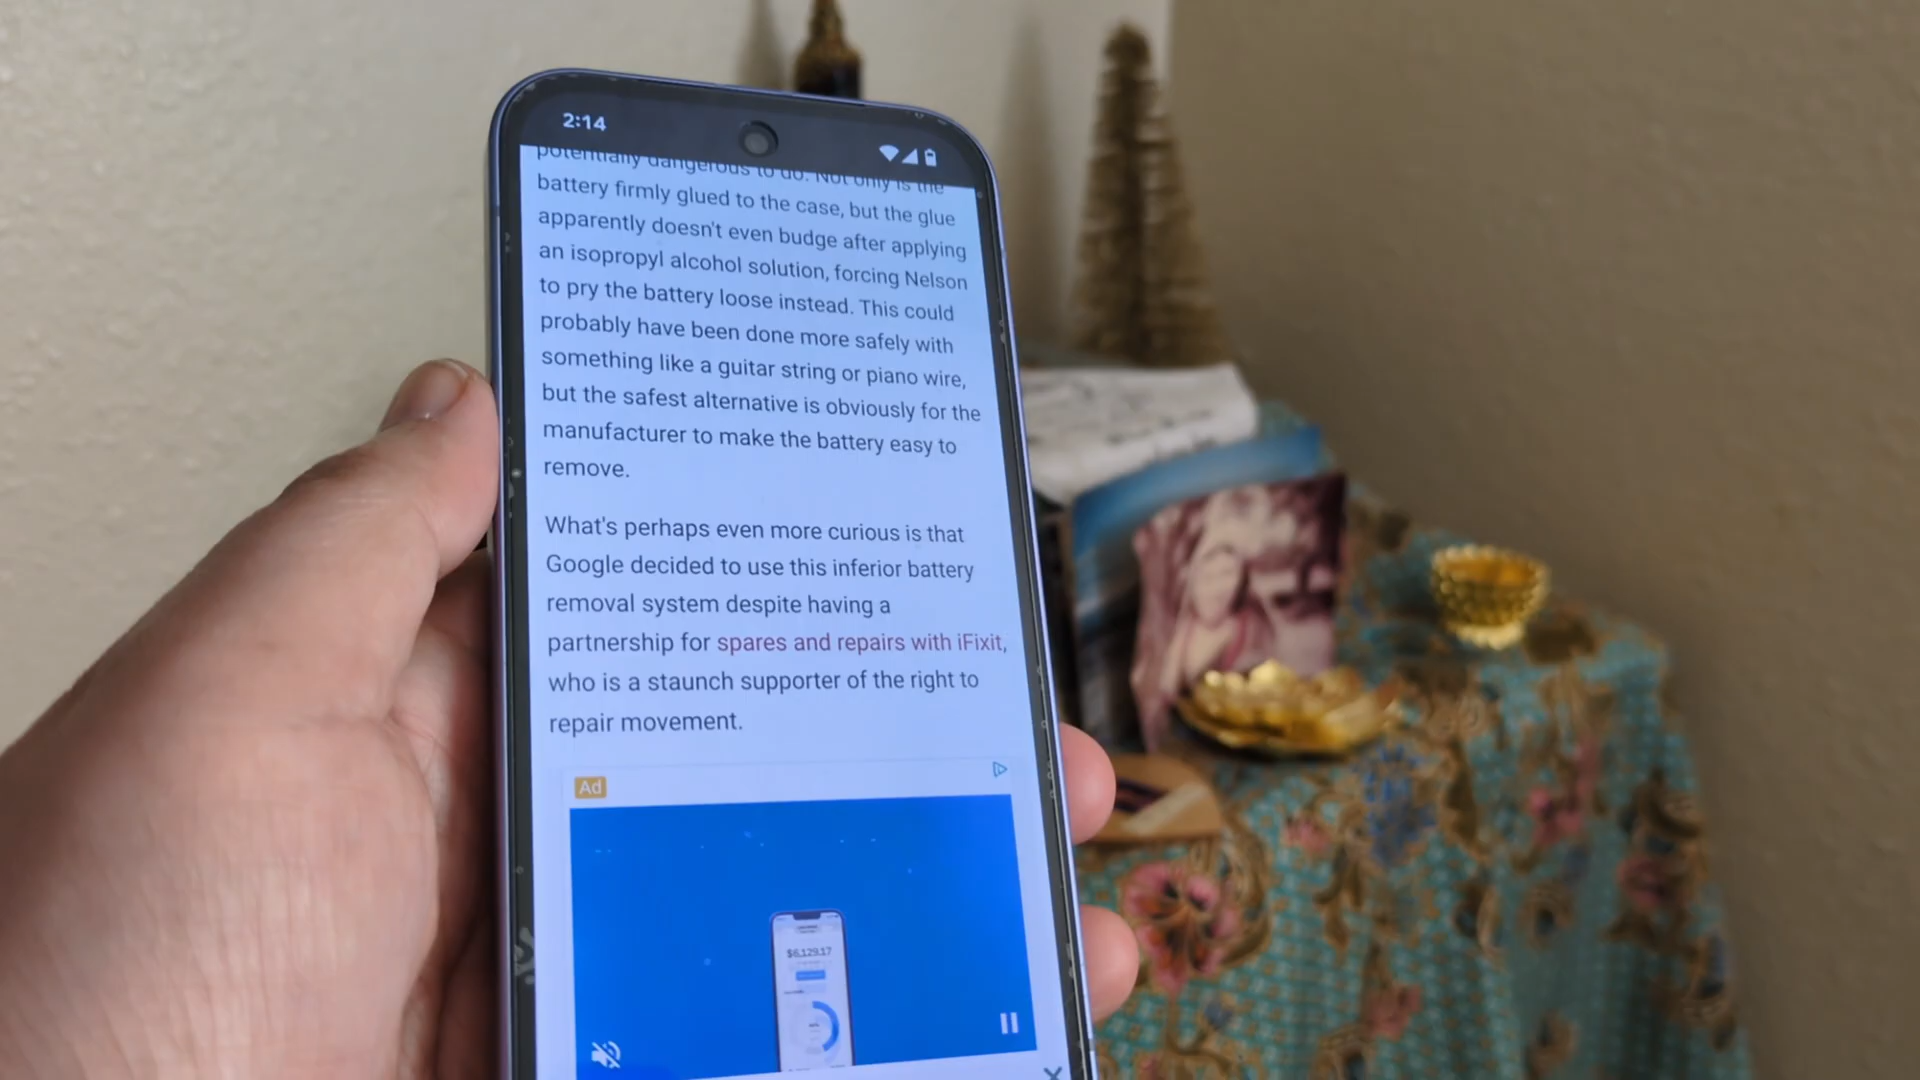 2:14
potentially dangerous to do. Not only is the
battery firmly glued to the case, but the glue
apparently doesn't even budge after applying
an isopropyl alcohol solution, forcing Nelson
to pry the battery loose instead. This could
probably have been done more safely with
something like a guitar string or piano wire,
but the safest alternative is obviously for the
manufacturer to make the battery easy to
remove.
What's perhaps even more curious is that
Google decided to use this inferior battery
removal system despite having a
partnership for spares and repairs with iFixit,
who is a staunch supporter of the right to
repair movement.
Ad
$6,129.17